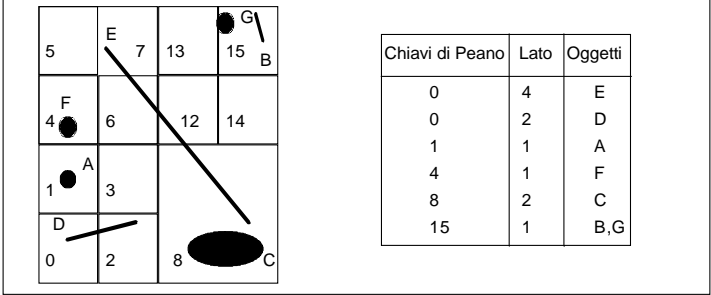 G
E
5 7 13 15
B
F
4 6 12 14
A
1 3
D
0 2 8 C
Chiavi di Peano Lato Oggetti
0 4 E
0 2 D
1 1 A
4 1 F
8 2 C
15 1 B,G